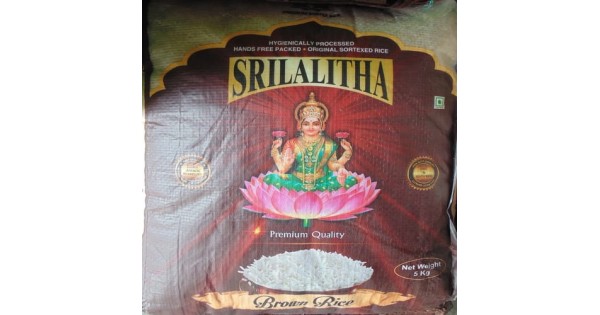 HYGIENICALLY PROCESSED
HANDS FREE PACKED • ORIGINAL SORTEXED RICE
SRILALITHA
Premium Quality
Net Weight
5 Kg
Brown Rice